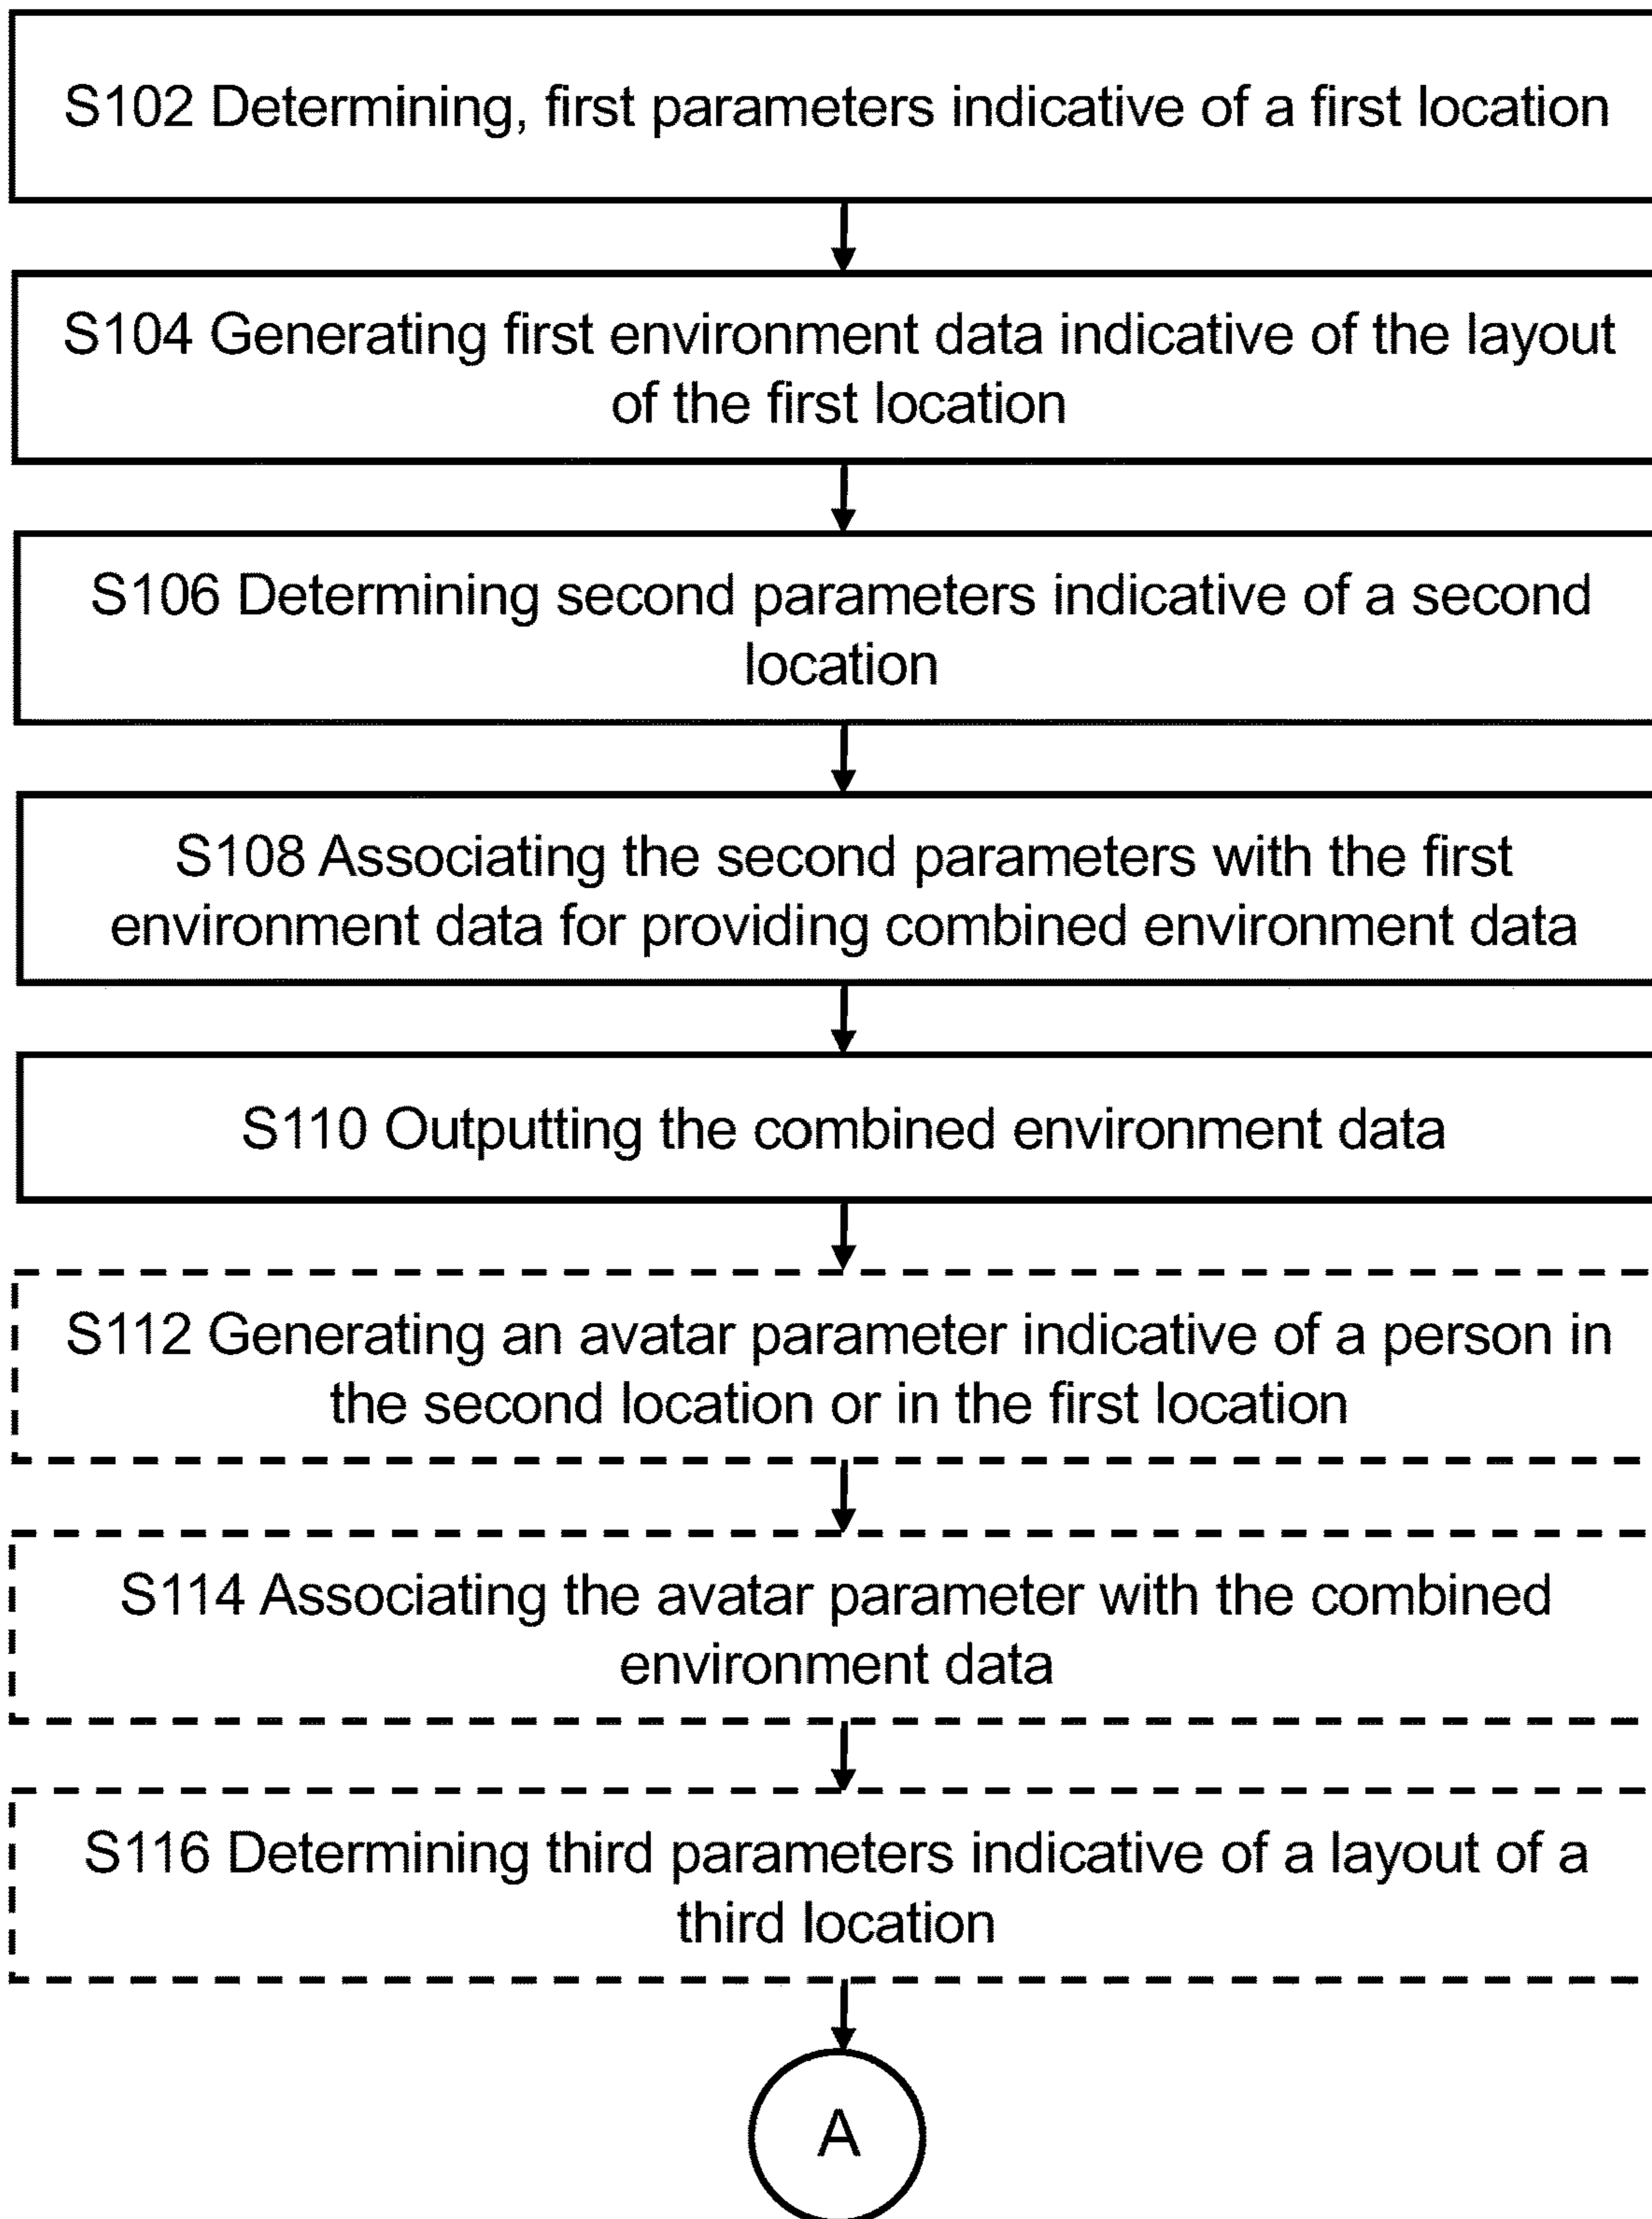 S102 Determining, first parameters indicative of a first location
S104 Generating first environment data indicative of the layout
of the first location
S106 Determining second parameters indicative of a second
location
S108 Associating the second parameters with the first
environment data for providing combined environment data
S110 Outputting the combined environment data
S112 Generating an avatar parameter indicative of a person in
the second location or in the first location
S114 Associating the avatar parameter with the combined
environment data
S116 Determining third parameters indicative of a layout of a
third location
A